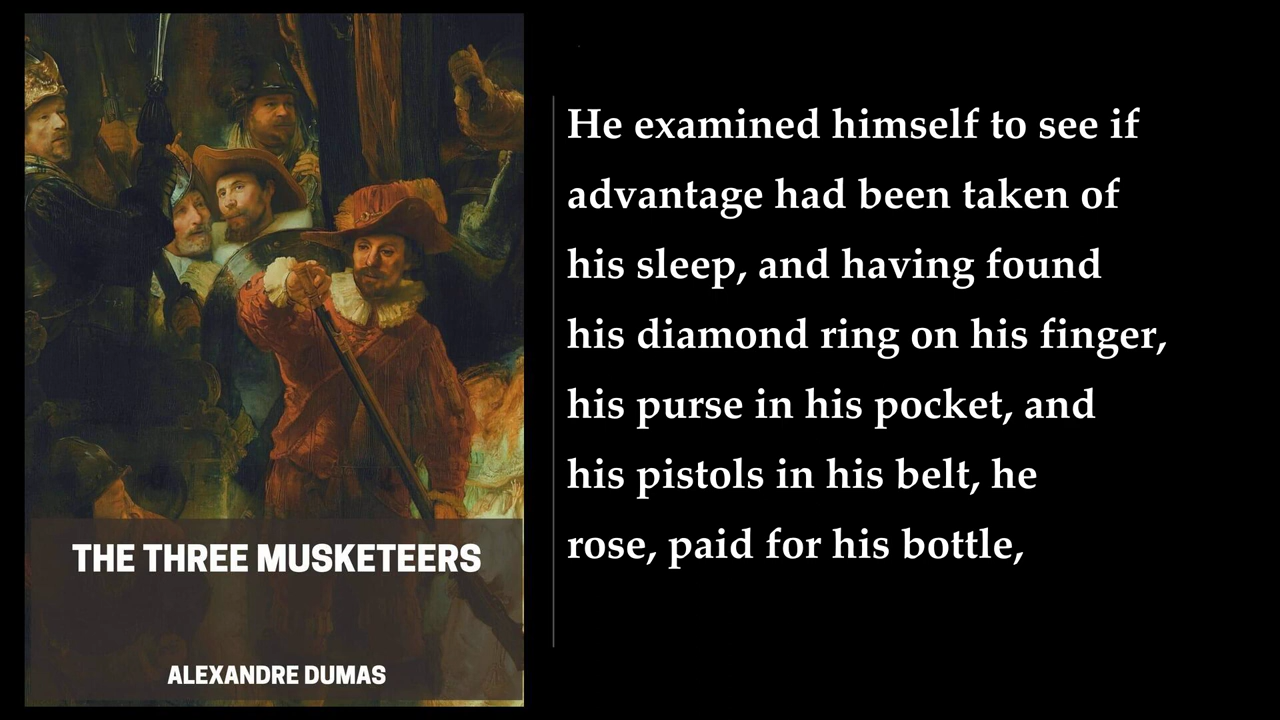 THE THREE MUSKETEERS
ALEXANDRE DUMAS
He examined himself to see if
advantage had been taken of
his sleep, and having found
his diamond ring on his finger,
his purse in his pocket, and
his pistols in his belt, he
rose, paid for his bottle,